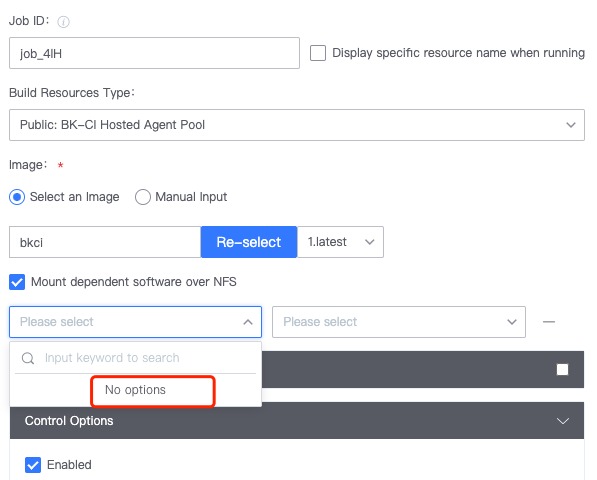 Job ID:
job_4IH
Display specific resource name when running
Build Resources Type:
Public: BK-CI Hosted Agent Pool
Image: *
Select an Image
Manual Input
bkci
Re-select
1.latest
Mount dependent software over NFS
Please select
Please select
Input keyword to search
No options
Control Options
Enabled